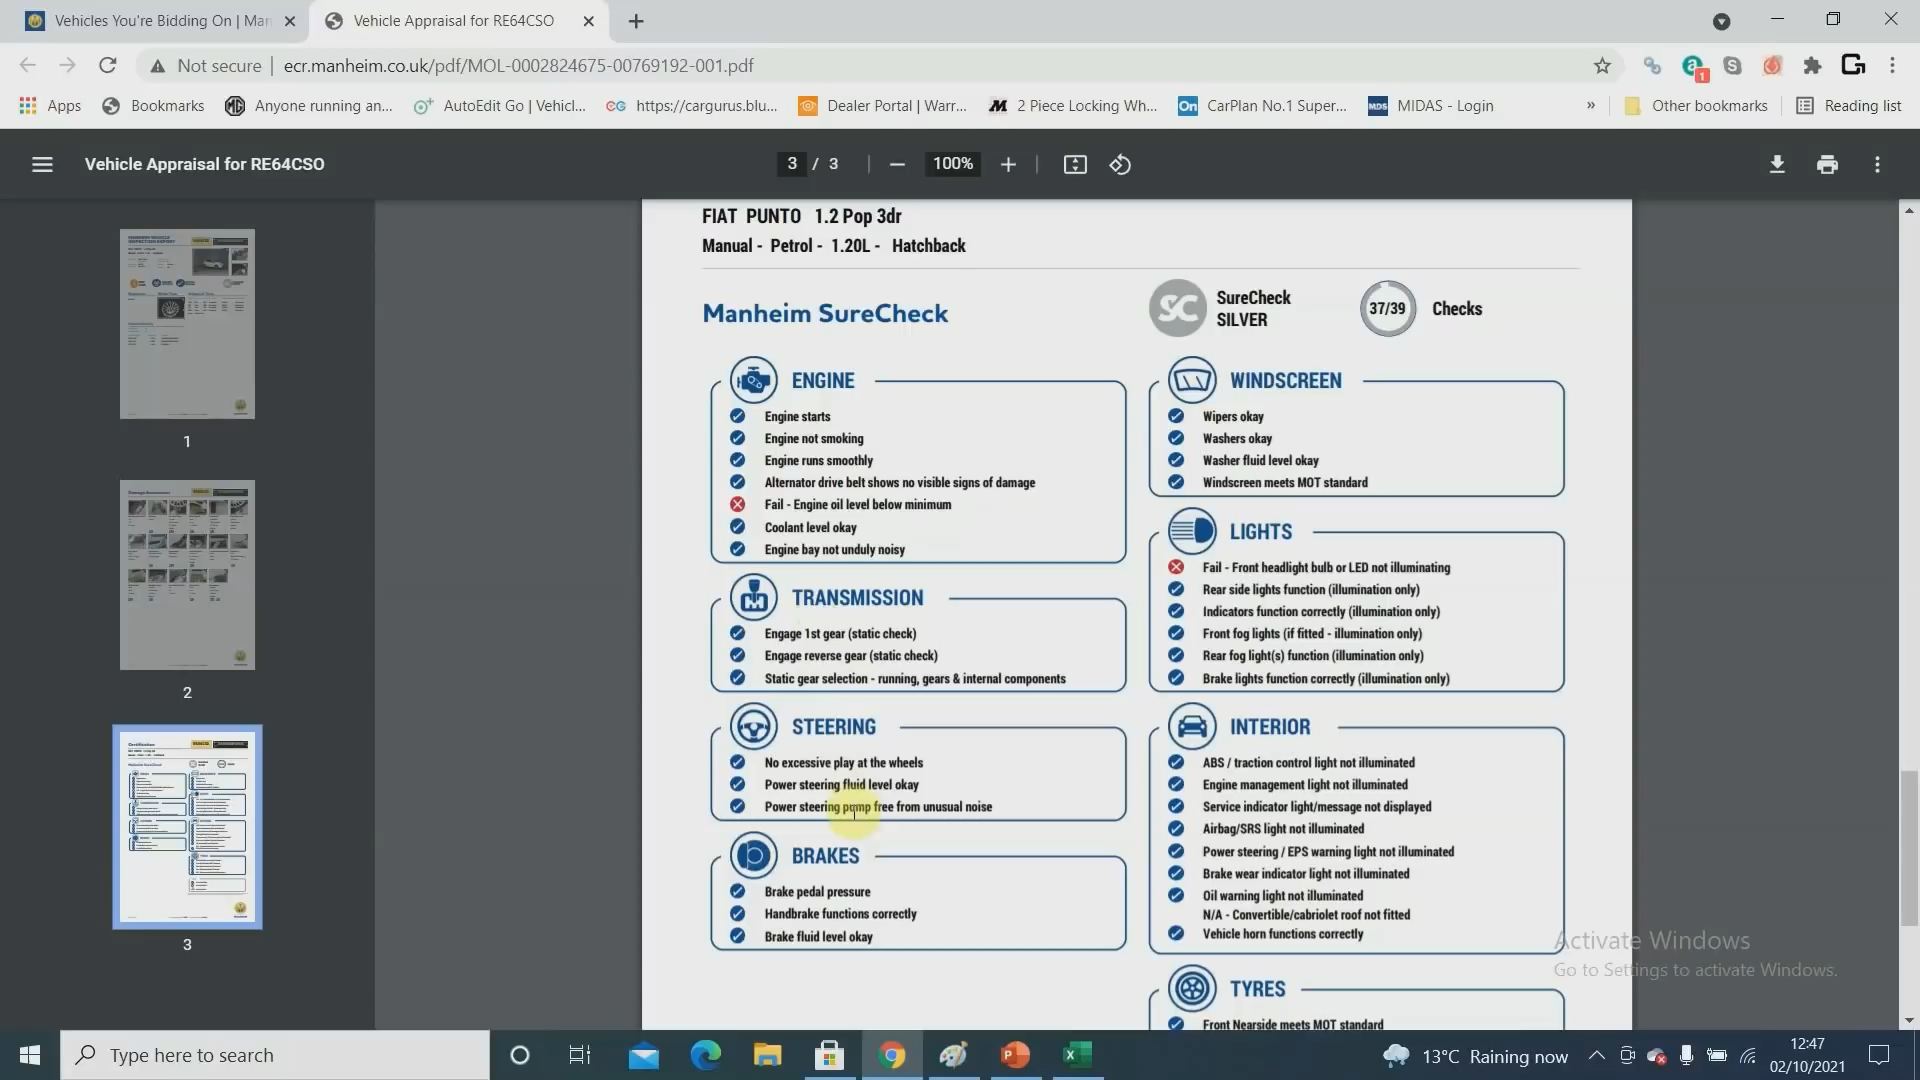 Vehicles You're Bidding On | Man
Vehicle Appraisal for RE64CSO
Not secure
ecr.manheim.co.uk/pdf/MOL-0002824675-00769192-001.pdf
1
Apps
Bookmarks
Anyone running an...
AutoEdit Go | Vehicl...
https://cargurus.blu...
Dealer Portal | Warr...
2 Piece Locking Wh...
CarPlan No.1 Super...
MIDAS - Login
»
Other bookmarks
Reading list
Vehicle Appraisal for RE64CSO
3 / 3
100%
1
2
3
FIAT PUNTO 1.2 Pop 3dr
Manual - Petrol - 1.20L - Hatchback
Manheim SureCheck
SC
SureCheck
SILVER
37/39
Checks
ENGINE
Engine starts
Engine not smoking
Engine runs smoothly
Alternator drive belt shows no visible signs of damage
Fail - Engine oil level below minimum
Coolant level okay
Engine bay not unduly noisy
TRANSMISSION
Engage 1st gear (static check)
Engage reverse gear (static check)
Static gear selection - running, gears & internal components
STEERING
No excessive play at the wheels
Power steering fluid level okay
Power steering pump free from unusual noise
BRAKES
Brake pedal pressure
Handbrake functions correctly
Brake fluid level okay
WINDSCREEN
Wipers okay
Washers okay
Washer fluid level okay
Windscreen meets MOT standard
LIGHTS
Fail - Front headlight bulb or LED not illuminating
Rear side lights function (illumination only)
Indicators function correctly (illumination only)
Front fog lights (if fitted - illumination only)
Rear fog light(s) function (illumination only)
Brake lights function correctly (illumination only)
INTERIOR
ABS / traction control light not illuminated
Engine management light not illuminated
Service indicator light/message not displayed
Airbag/SRS light not illuminated
Power steering / EPS warning light not illuminated
Brake wear indicator light not illuminated
Oil warning light not illuminated
N/A - Convertible/cabriolet roof not fitted
Vehicle horn functions correctly
TYRES
Front Nearside meets MOT standard
Activate Windows
Go to Settings to activate Windows.
Type here to search
13°C Raining now
12:47
02/10/2021